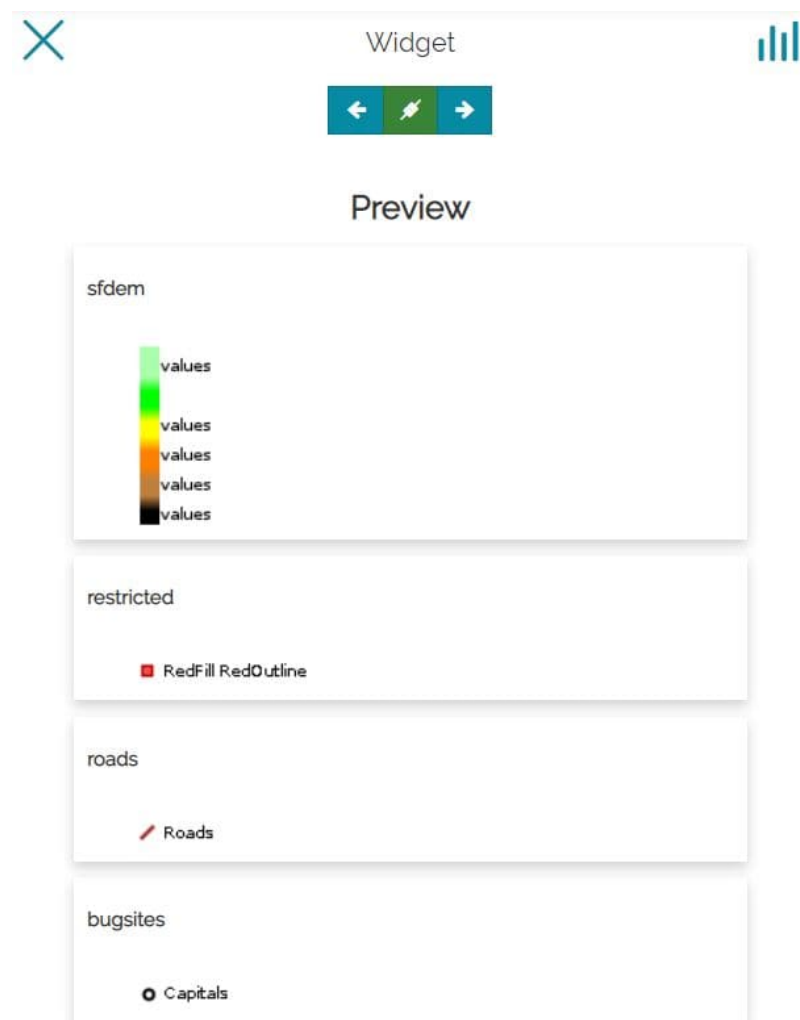 Widget
Preview
sfdem
values
values
values
values
values
restricted
RedFill RedOutline
roads
Roads
bugsites
Capitals